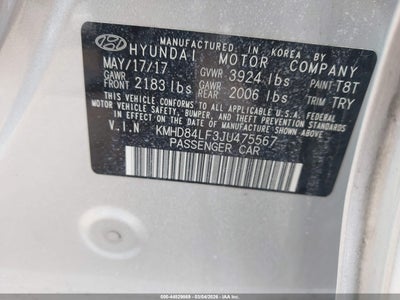 MANUFACTURED IN KOREA BY
HYUNDAI MOTOR COMPANY
MAY/17/17 GVWR 3924 lbs PAINT T8T
GAWR FRONT 2183 lbs GAWR REAR 2006 lbs TRIM TRY
THIS VEHICLE CONFORMS TO ALL APPLICABLE U.S.A. FEDERAL
MOTOR VEHICLE SAFETY, BUMPER, AND THEFT PREVENTION
STANDARDS IN EFFECT ON THE DATE OF MANUFACTURE SHOWN ABOVE.
V.I.N KMHD84LF3JU475567
PASSENGER CAR